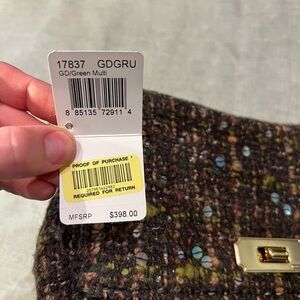 17837 GDGRU
GD/Green Multi
8 85135 72911 4
* PROOF OF PURCHASE *
REQUIRED FOR RETURN
MFSRP $398.00